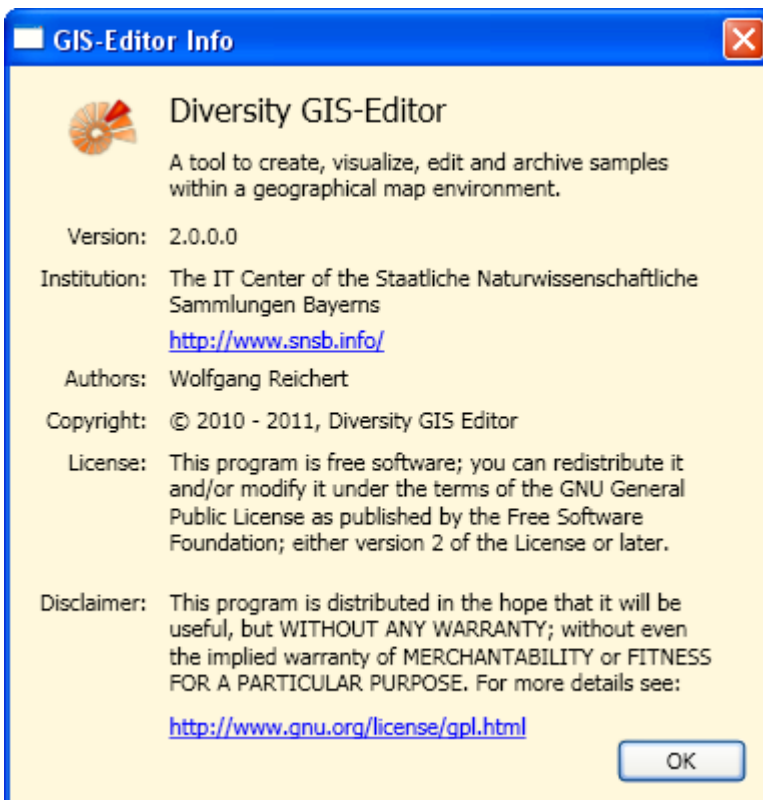 GIS-Editor Info
Diversity GIS-Editor
A tool to create, visualize, edit and archive samples
within a geographical map environment.
Version: 2.0.0.0
Institution: The IT Center of the Staatliche Naturwissenschaftliche
Sammlungen Bayerns
http://www.snsb.info/
Authors: Wolfgang Reichert
Copyright: © 2010 - 2011, Diversity GIS Editor
License: This program is free software; you can redistribute it
and/or modify it under the terms of the GNU General
Public License as published by the Free Software
Foundation; either version 2 of the License or later.
Disclaimer: This program is distributed in the hope that it will be
useful, but WITHOUT ANY WARRANTY; without even
the implied warranty of MERCHANTABILITY or FITNESS
FOR A PARTICULAR PURPOSE. For more details see:
http://www.gnu.org/license/gpl.html
OK